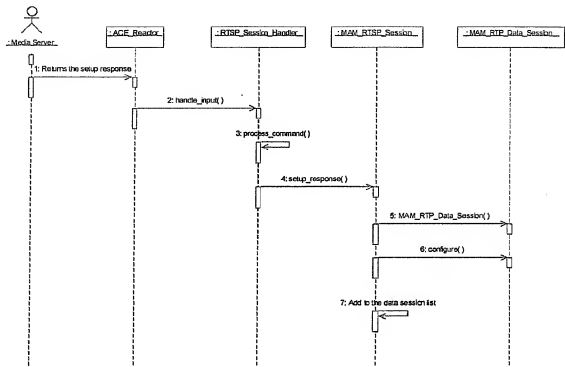 : Media Server
: ACE_Reactor
: RTSP_Session_Handler
: MAM_RTSP_Session
: MAM_RTP_Data_Session
1: Returns the setup response
2: handle_input( )
3: process_command( )
4: setup_response( )
5: MAM_RTP_Data_Session( )
6: configure( )
7: Add to the data session list